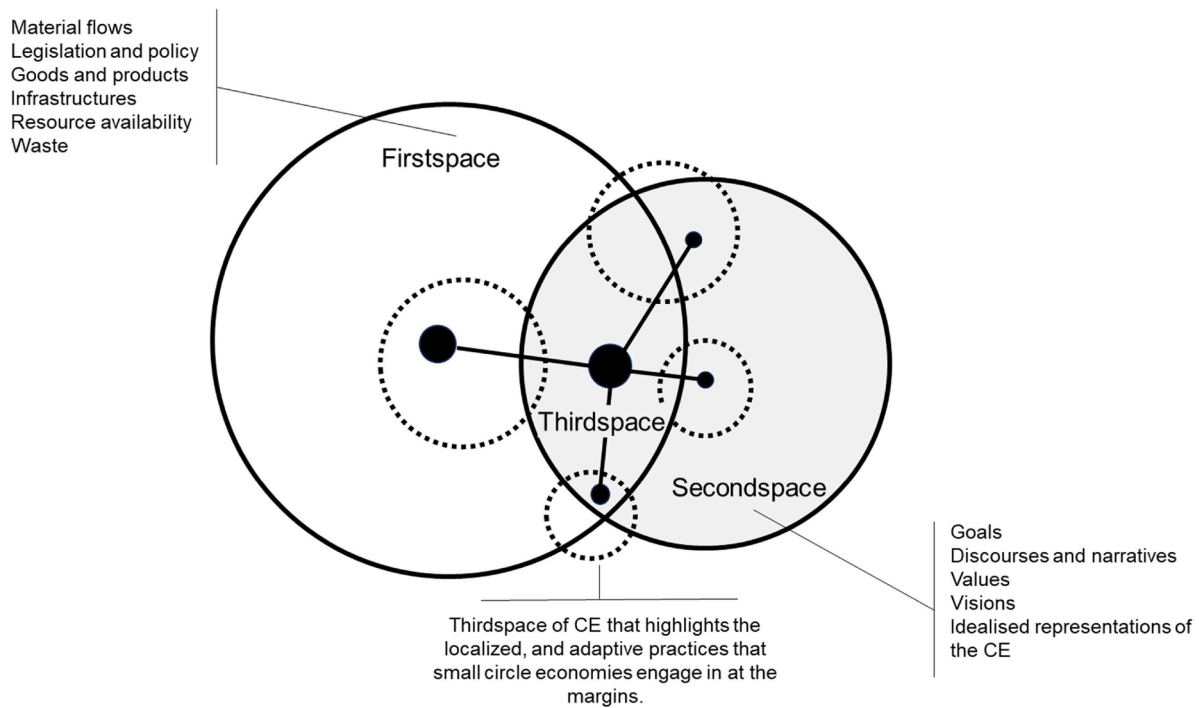 Material flows
Legislation and policy
Goods and products
Infrastructures
Resource availability
Waste
Firstspace
Thirdspace
Secondspace
Goals
Discourses and narratives
Values
Visions
Idealised representations of
the CE
Thirdspace of CE that highlights the
localized, and adaptive practices that
small circle economies engage in at the
margins.